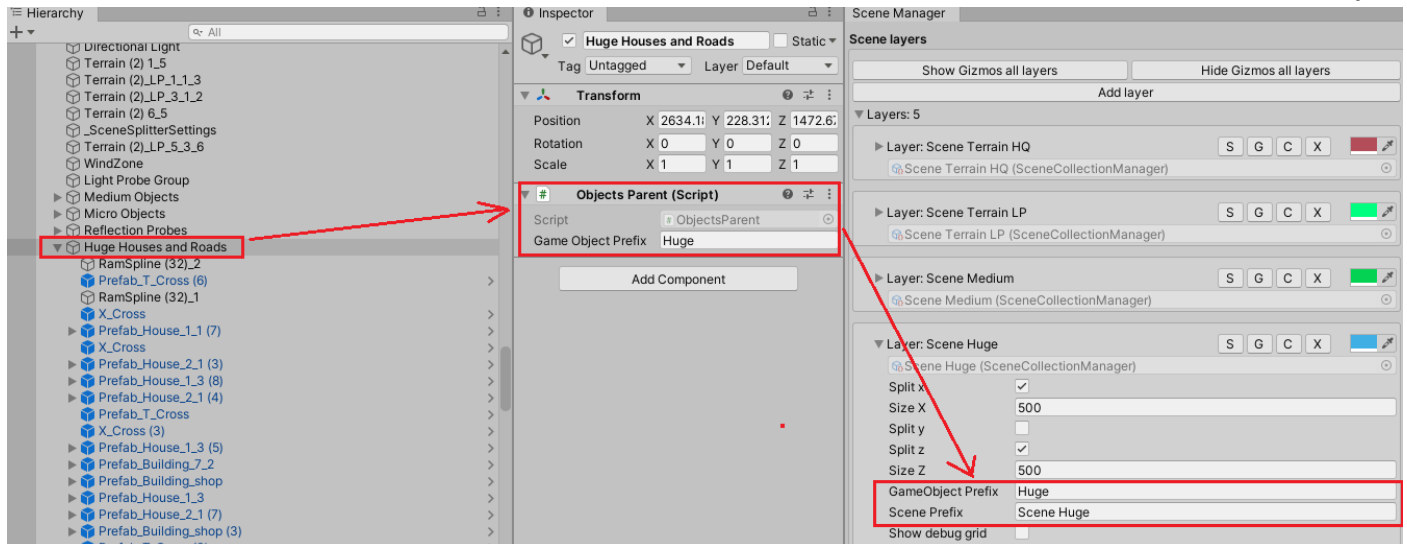 Hierarchy
All
Directional Light
Terrain (2) 1_5
Terrain (2)_LP_1_1_3
Terrain (2)_LP_3_1_2
Terrain (2) 6_5
_SceneSplitterSettings
Terrain (2)_LP_5_3_6
WindZone
Light Probe Group
Medium Objects
Micro Objects
Reflection Probes
Huge Houses and Roads
RamSpline (32)_2
Prefab_T_Cross (6)
RamSpline (32)_1
X_Cross
Prefab_House_1_1 (7)
X_Cross
Prefab_House_2_1 (3)
Prefab_House_1_3 (8)
Prefab_House_2_1 (4)
Prefab_T_Cross
X_Cross (3)
Prefab_House_1_3 (5)
Prefab_Building_7_2
Prefab_Building_shop
Prefab_House_1_3
Prefab_House_2_1 (7)
Prefab_Building_shop (3)
Inspector
Huge Houses and Roads Static
Tag Untagged Layer Default
Transform
Position X 2634.1 Y 228.31 Z 1472.6
Rotation X 0 Y 0 Z 0
Scale X 1 Y 1 Z 1
# Objects Parent (Script)
Script # ObjectsParent
Game Object Prefix Huge
Add Component
Scene Manager
Scene layers
Show Gizmos all layers Hide Gizmos all layers
Add layer
Layers: 5
Layer: Scene Terrain HQ S G C X
Scene Terrain HQ (SceneCollectionManager)
Layer: Scene Terrain LP S G C X
Scene Terrain LP (SceneCollectionManager)
Layer: Scene Medium S G C X
Scene Medium (SceneCollectionManager)
Layer: Scene Huge S G C X
Scene Huge (SceneCollectionManager)
Split x
Size X 500
Split y
Split z
Size Z 500
GameObject Prefix Huge
Scene Prefix Scene Huge
Show debug grid